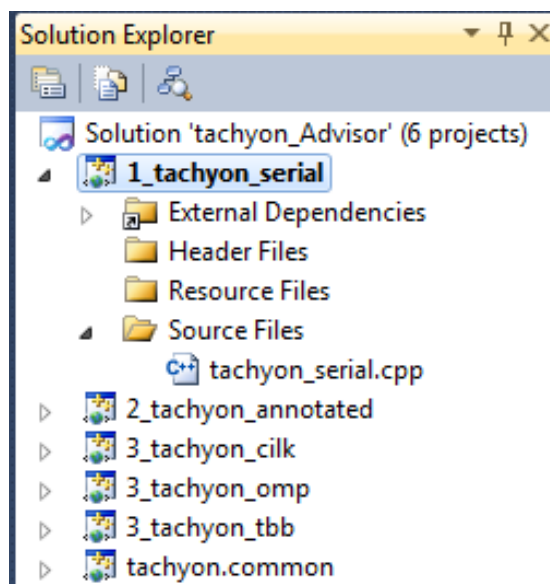 Solution Explorer
Solution 'tachyon_Advisor' (6 projects)
1_tachyon_serial
External Dependencies
Header Files
Resource Files
Source Files
C++ tachyon_serial.cpp
2_tachyon_annotated
3_tachyon_cilk
3_tachyon_omp
3_tachyon_tbb
tachyon.common